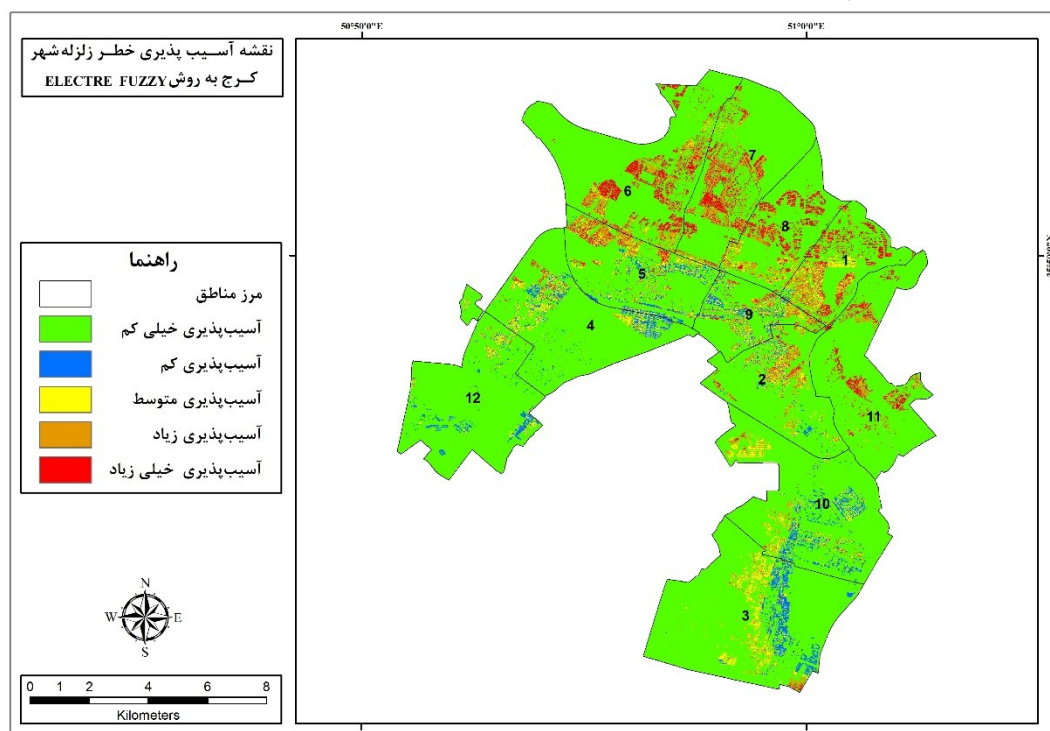 50°50'0"E
51°0'0"E
نقشه آسـیب پذیری خطـر زلزله شهر
کـرج به روش ELECTRE FUZZY
7
6
8
1
5
راهنما
مرز مناطق
آسیب‌پذیری خیلی کم
آسیب‌پذیری کم
آسیب‌پذیری متوسط
آسیب‌پذیری زیاد
آسیب‌پذیری خیلی زیاد
9
4
2
12
11
10
3
N
W
E
S
0 1 2 4 6 8
Kilometers